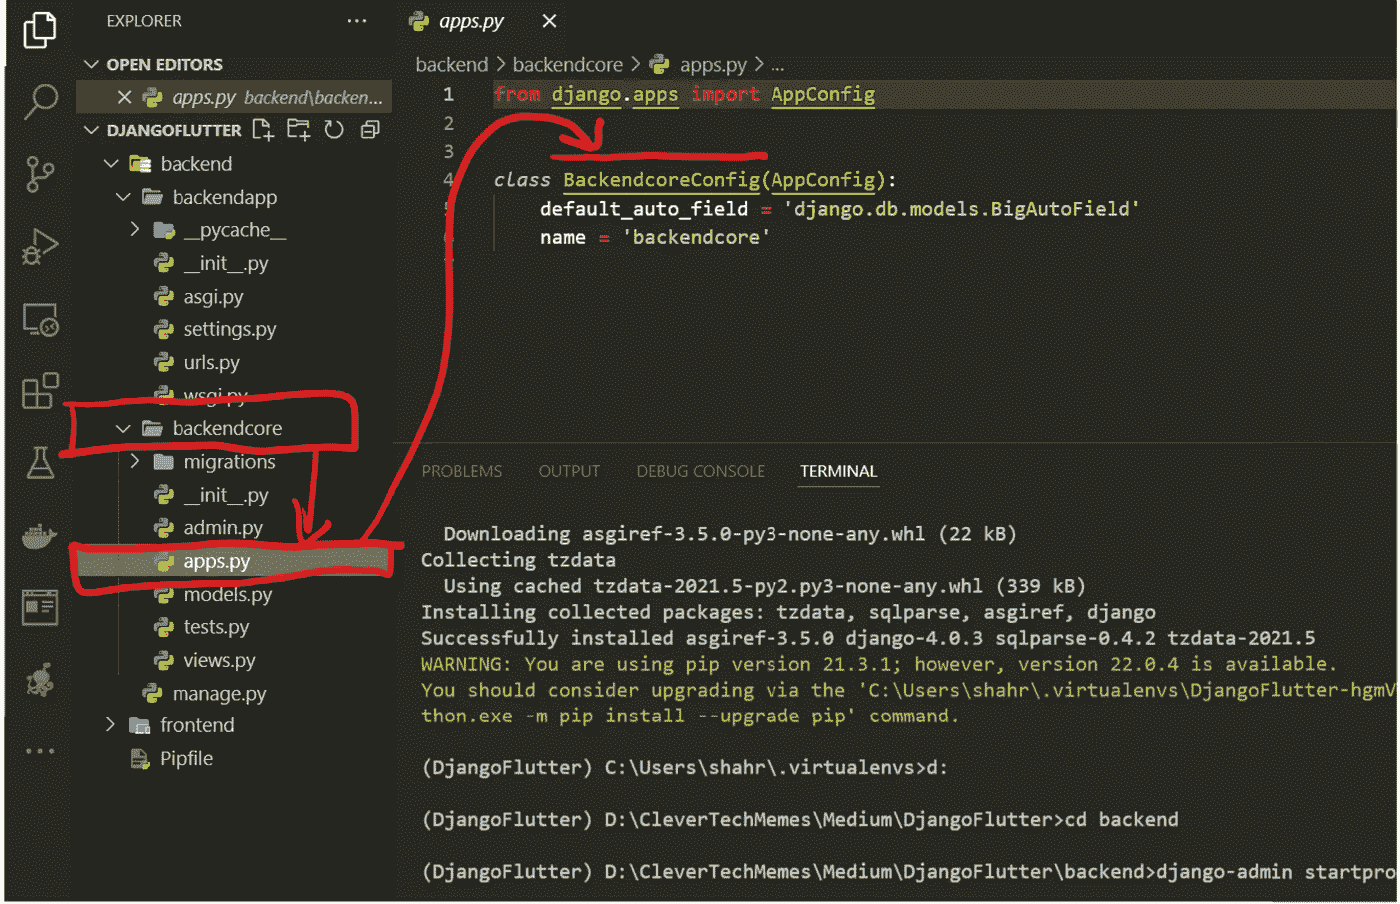 EXPLORER
OPEN EDITORS
apps.py backend\backen...
DJANGOFLUTTER
backend
backendapp
__pycache__
__init__.py
asgi.py
settings.py
urls.py
wsgi.py
backendcore
migrations
__init__.py
admin.py
apps.py
models.py
tests.py
views.py
manage.py
frontend
Pipfile
apps.py
backend > backendcore > apps.py > ...
1 from django.apps import AppConfig
2
3
4 class BackendcoreConfig(AppConfig):
default_auto_field = 'django.db.models.BigAutoField'
name = 'backendcore'
PROBLEMS OUTPUT DEBUG CONSOLE TERMINAL
Downloading asgiref-3.5.0-py3-none-any.whl (22 kB)
Collecting tzdata
Using cached tzdata-2021.5-py2.py3-none-any.whl (339 kB)
Installing collected packages: tzdata, sqlparse, asgiref, django
Successfully installed asgiref-3.5.0 django-4.0.3 sqlparse-0.4.2 tzdata-2021.5
WARNING: You are using pip version 21.3.1; however, version 22.0.4 is available.
You should consider upgrading via the 'C:\Users\shahr\.virtualenvs\DjangoFlutter-hgmV
thon.exe -m pip install --upgrade pip' command.
(DjangoFlutter) C:\Users\shahr\.virtualenvs>d:
(DjangoFlutter) D:\CleverTechMemes\Medium\DjangoFlutter>cd backend
(DjangoFlutter) D:\CleverTechMemes\Medium\DjangoFlutter\backend>django-admin startpro